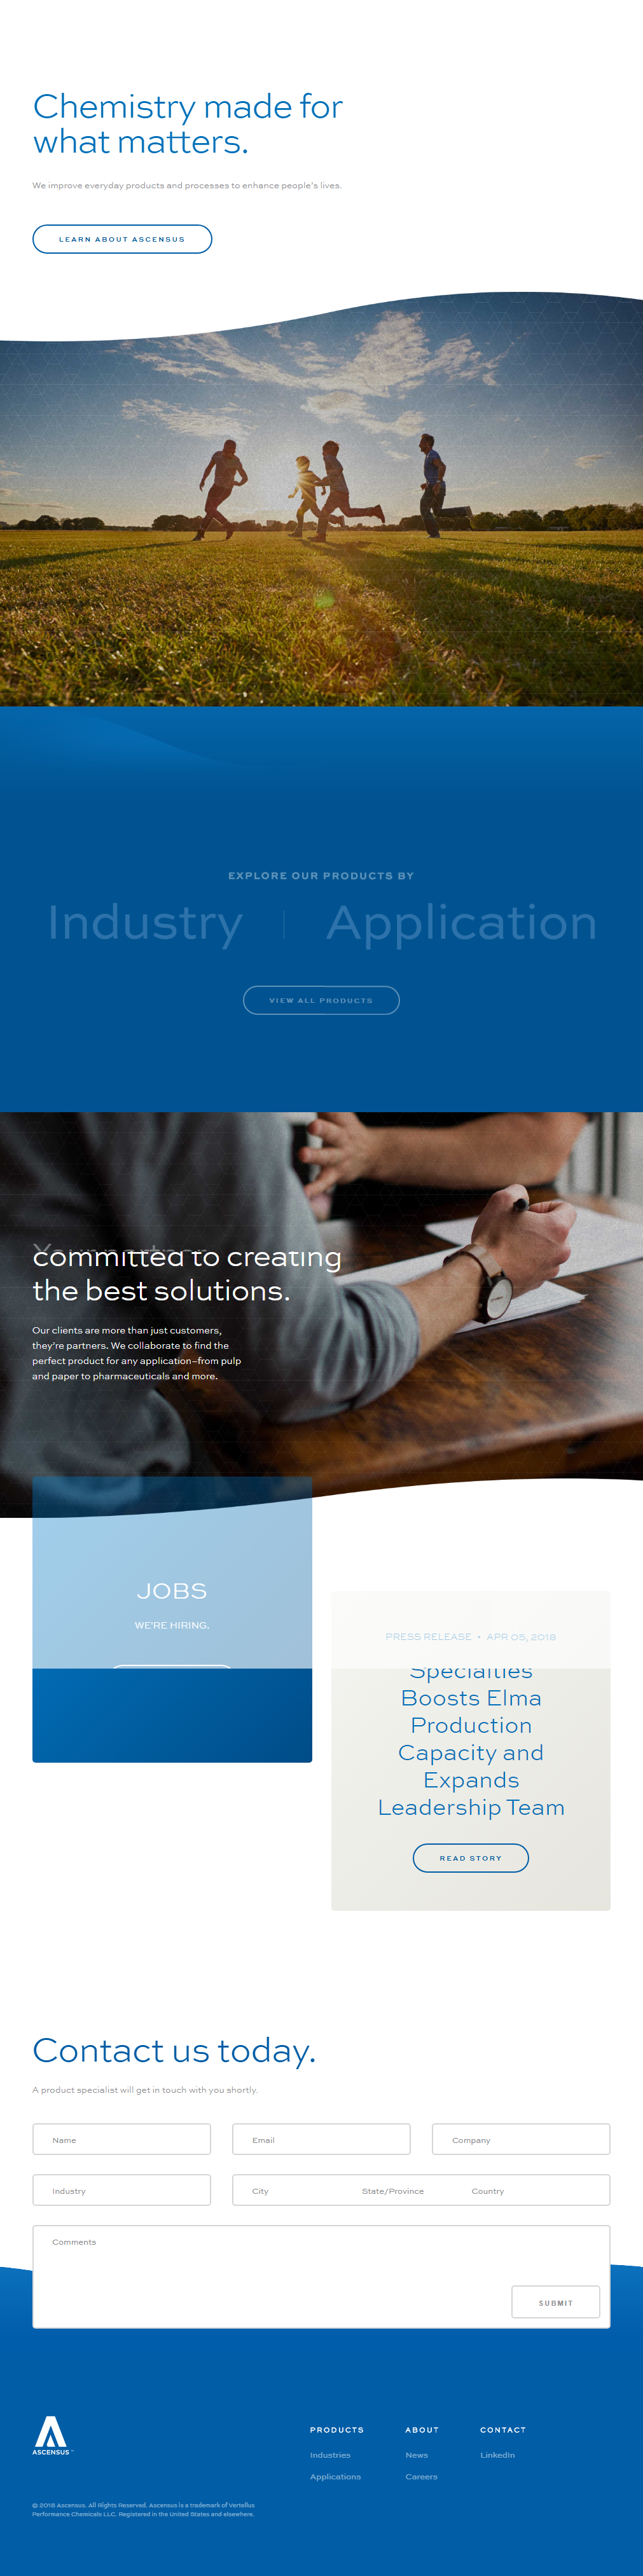 Chemistry made for
what matters.
We improve everyday products and processes to enhance people's lives.
LEARN ABOUT ASCENSUS
EXPLORE OUR PRODUCTS BY
Industry | Application
VIEW ALL PRODUCTS
committed to creating
the best solutions.
Our clients are more than just customers,
they're partners. We collaborate to find the
perfect product for any application–from pulp
and paper to pharmaceuticals and more.
JOBS
WE'RE HIRING.
PRESS RELEASE • APR 05, 2018
Specialties
Boosts Elma
Production
Capacity and
Expands
Leadership Team
READ STORY
Contact us today.
A product specialist will get in touch with you shortly.
Name Email Company
Industry City State/Province Country
Comments
SUBMIT
ASCENSUS™
PRODUCTS ABOUT CONTACT
Industries News LinkedIn
Applications Careers
© 2018 Ascensus. All Rights Reserved. Ascensus is a trademark of Vertellus
Performance Chemicals LLC. Registered in the United States and elsewhere.